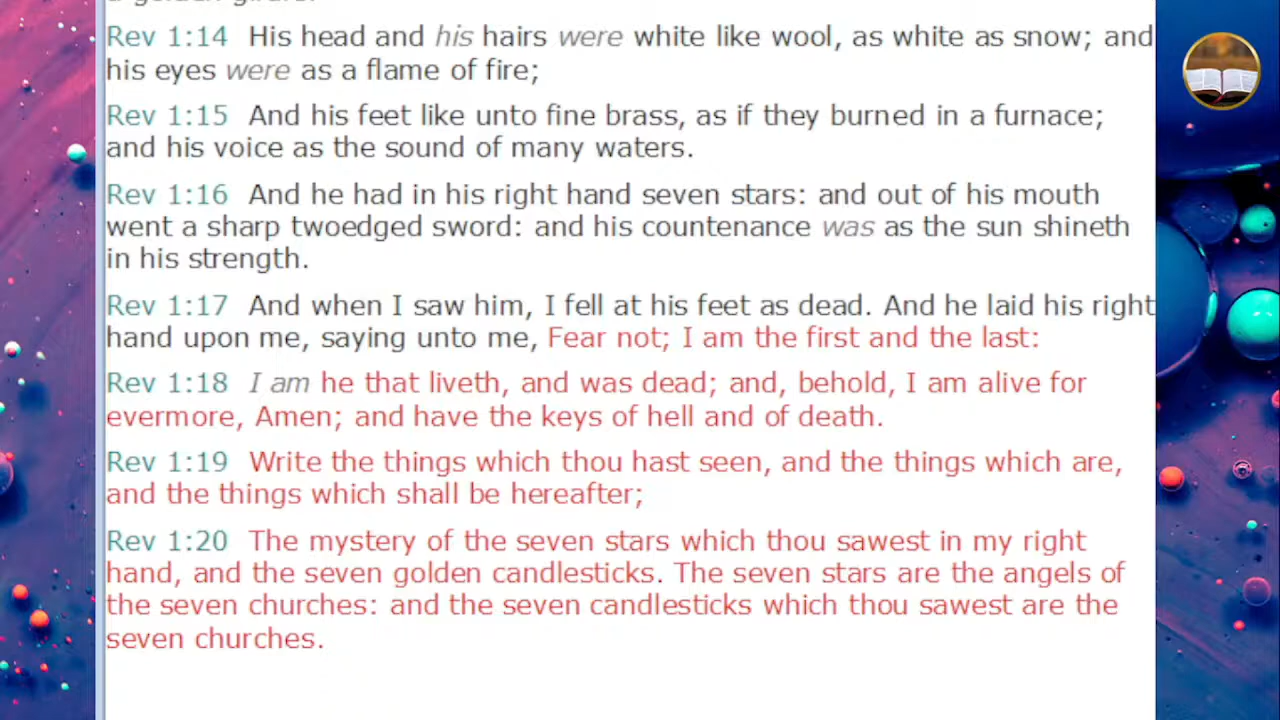 a golden girdle.
Rev 1:14 His head and his hairs were white like wool, as white as snow; and
his eyes were as a flame of fire;
Rev 1:15 And his feet like unto fine brass, as if they burned in a furnace;
and his voice as the sound of many waters.
Rev 1:16 And he had in his right hand seven stars: and out of his mouth
went a sharp twoedged sword: and his countenance was as the sun shineth
in his strength.
Rev 1:17 And when I saw him, I fell at his feet as dead. And he laid his right
hand upon me, saying unto me, Fear not; I am the first and the last:
Rev 1:18 I am he that liveth, and was dead; and, behold, I am alive for
evermore, Amen; and have the keys of hell and of death.
Rev 1:19 Write the things which thou hast seen, and the things which are,
and the things which shall be hereafter;
Rev 1:20 The mystery of the seven stars which thou sawest in my right
hand, and the seven golden candlesticks. The seven stars are the angels of
the seven churches: and the seven candlesticks which thou sawest are the
seven churches.